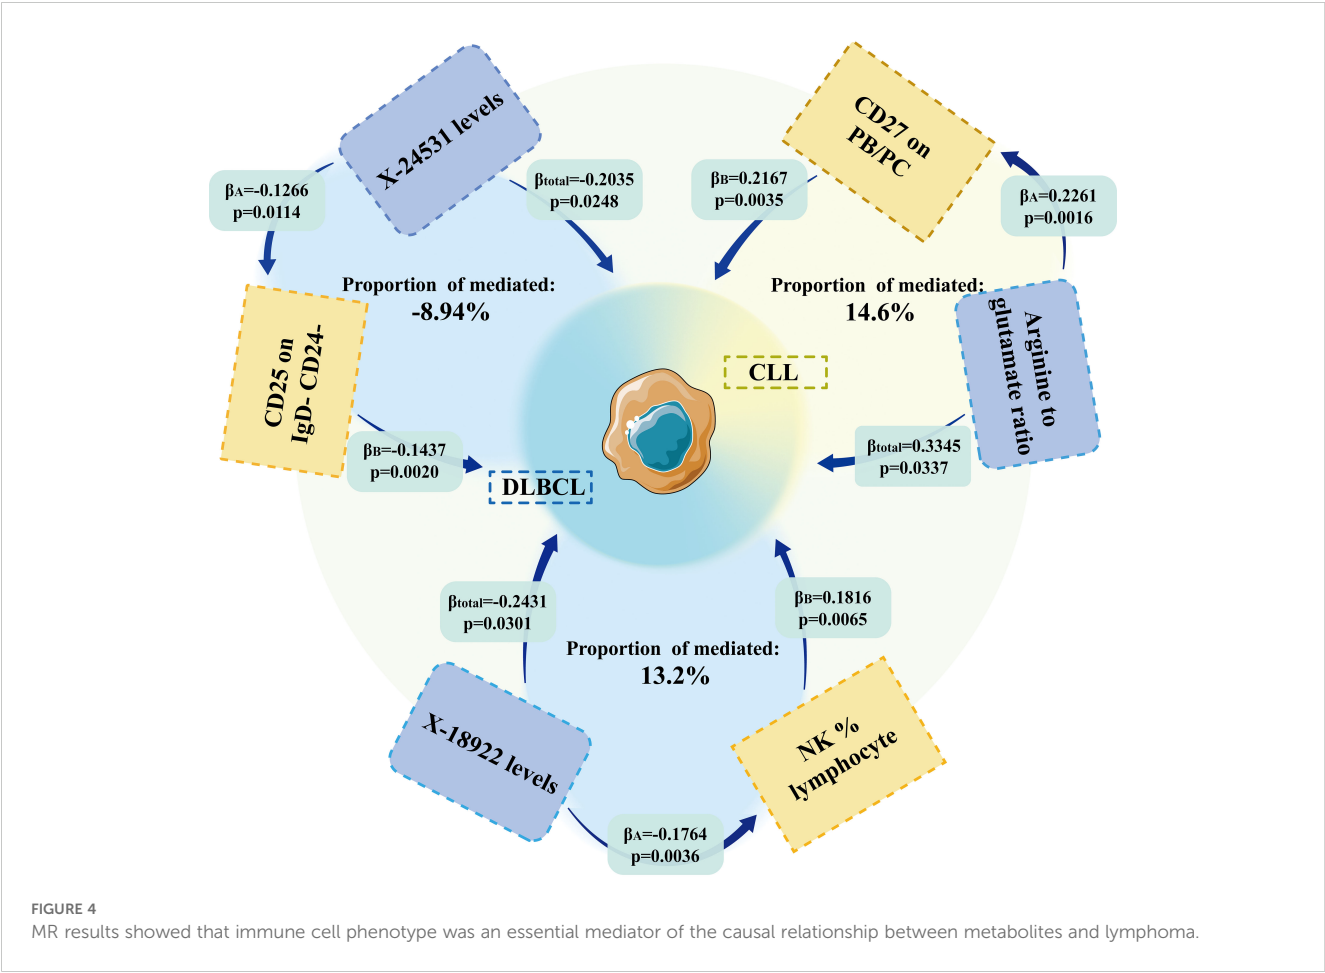 X-24531 levels
βA=-0.1266
p=0.0114
βtotal=-0.2035
p=0.0248
Proportion of mediated:
-8.94%
CD25 on
IgD- CD24-
βB=-0.1437
p=0.0020
DLBCL
CD27 on
PB/PC
βB=0.2167
p=0.0035
βA=0.2261
p=0.0016
Proportion of mediated:
14.6%
Arginine to
glutamate ratio
CLL
βtotal=0.3345
p=0.0337
βtotal=-0.2431
p=0.0301
βB=0.1816
p=0.0065
Proportion of mediated:
13.2%
X-18922 levels
NK %
lymphocyte
βA=-0.1764
p=0.0036
FIGURE 4
MR results showed that immune cell phenotype was an essential mediator of the causal relationship between metabolites and lymphoma.